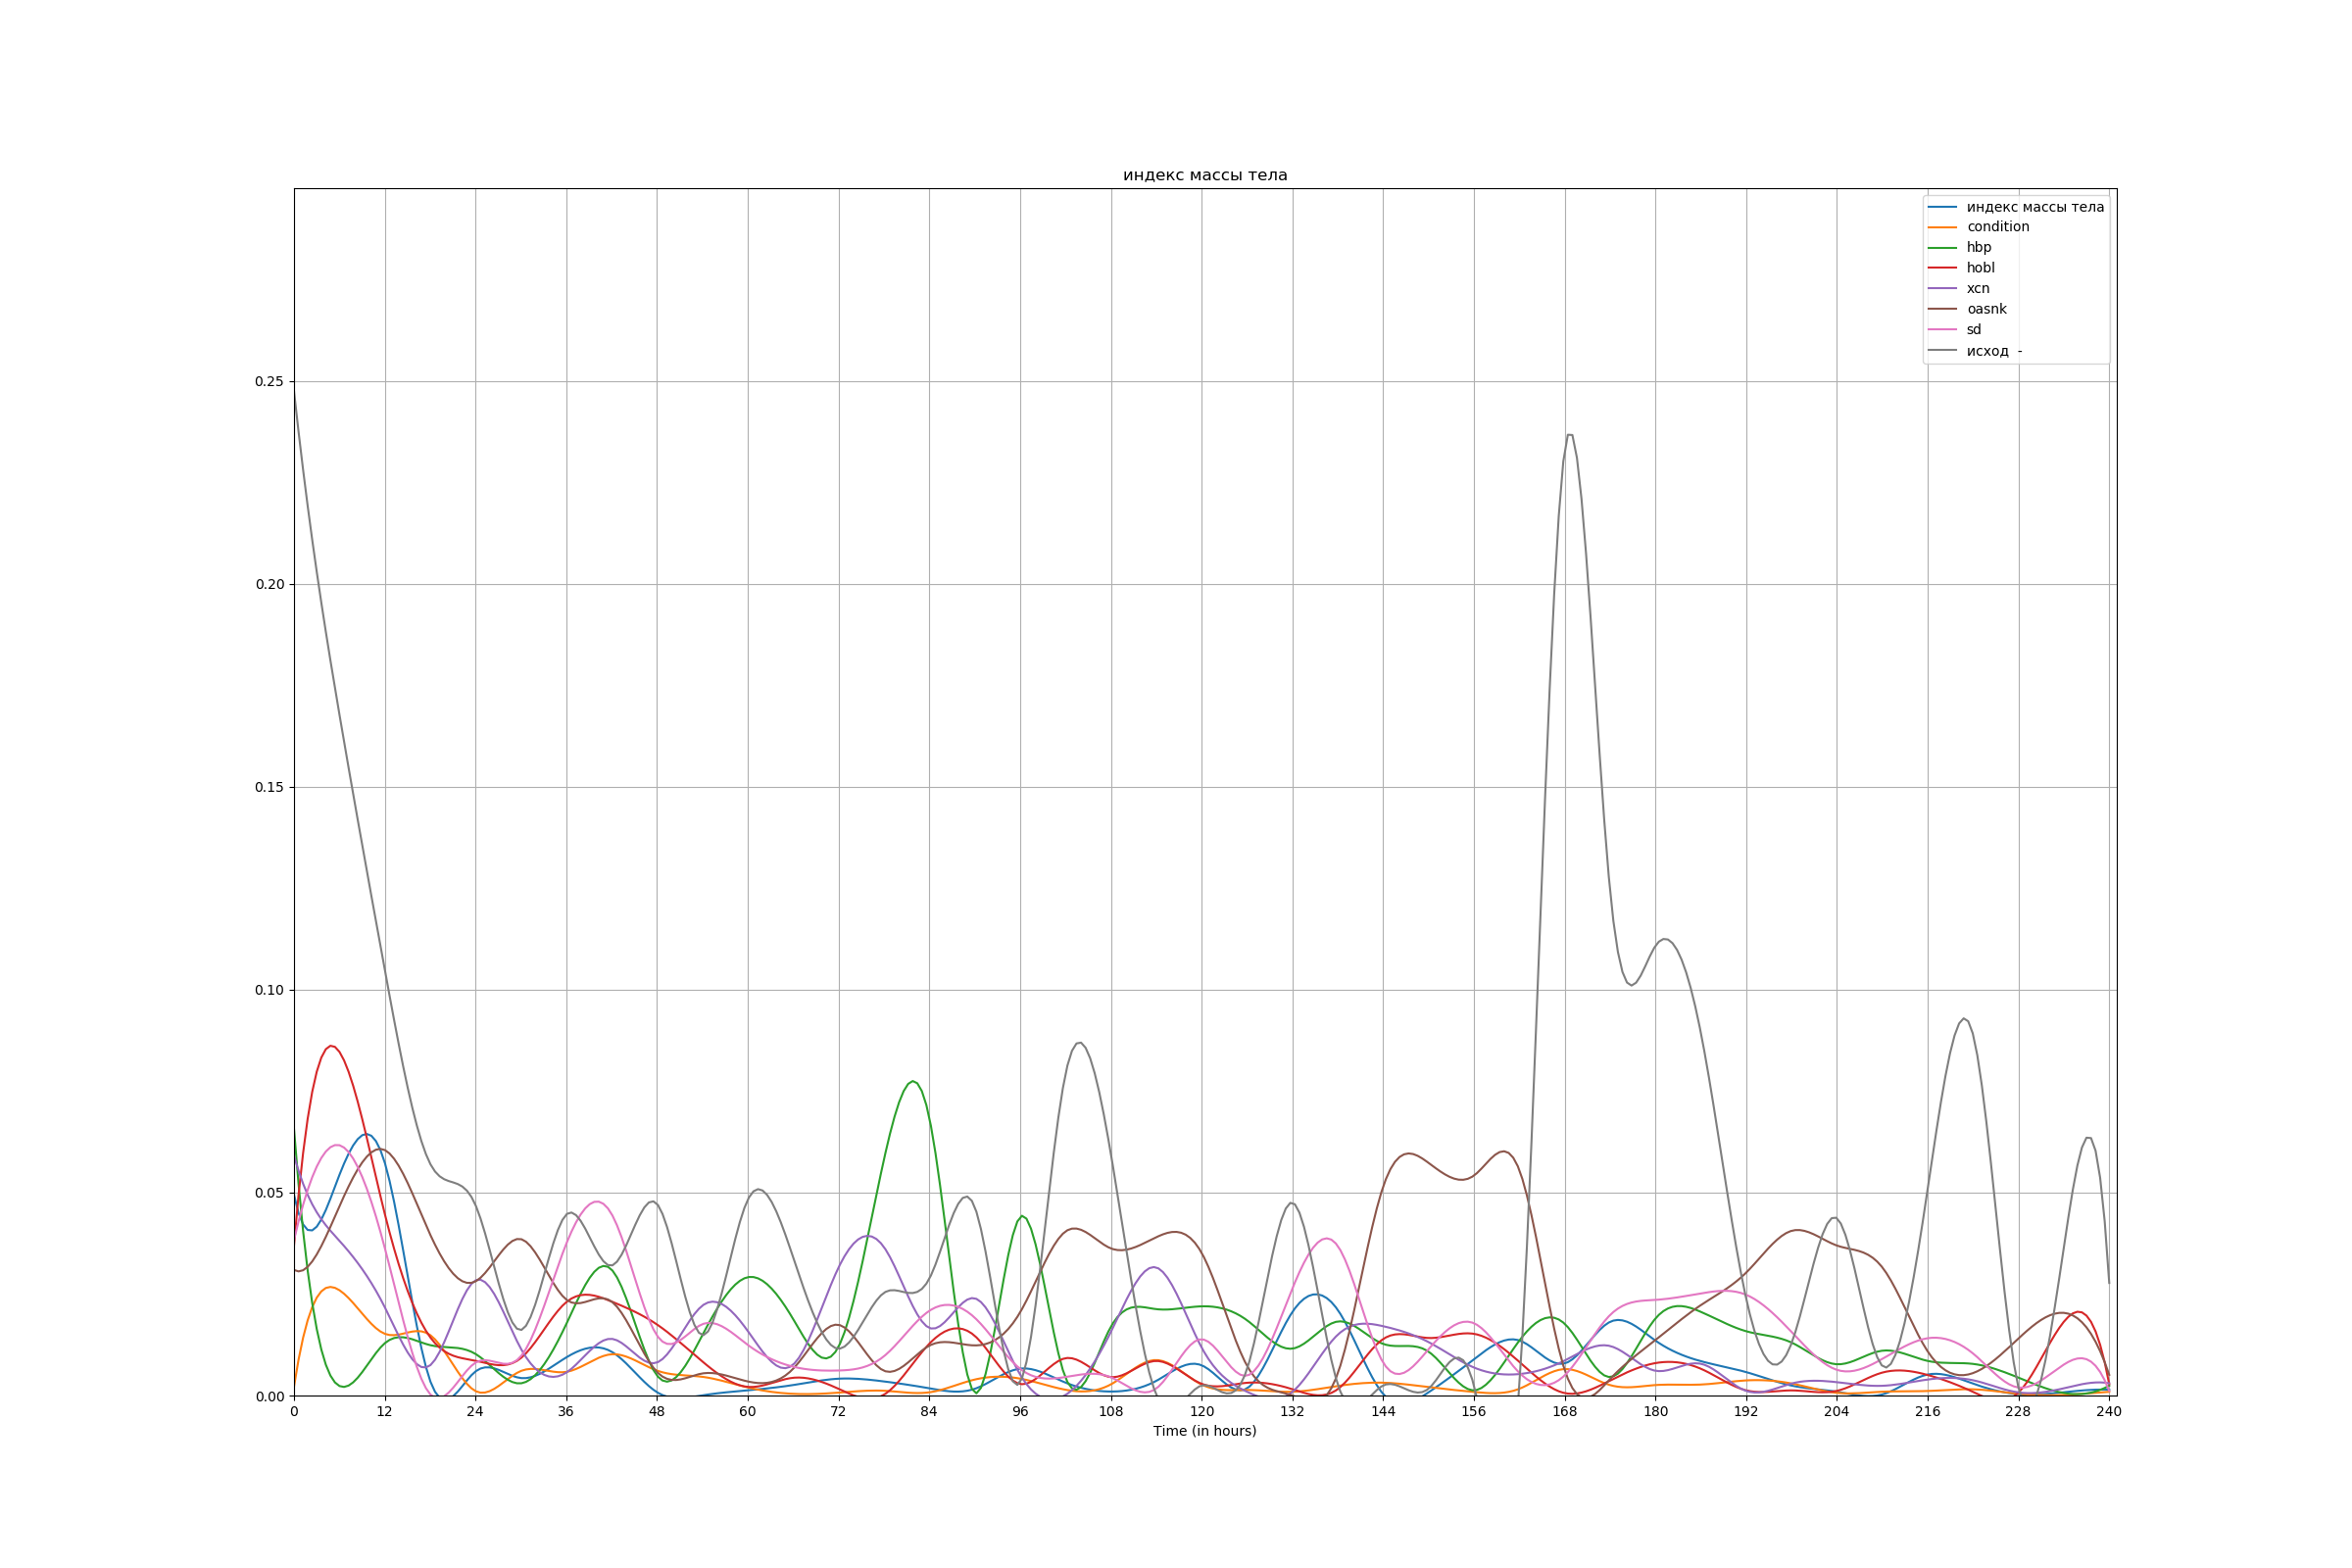 индекс массы тела
индекс массы тела
condition
hbp
hobl
xcn
oasnk
sd
исход -
0.25
0.20
0.15
0.10
0.05
0.00
0 12 24 36 48 60 72 84 96 108 120 132 144 156 168 180 192 204 216 228 240
Time (in hours)